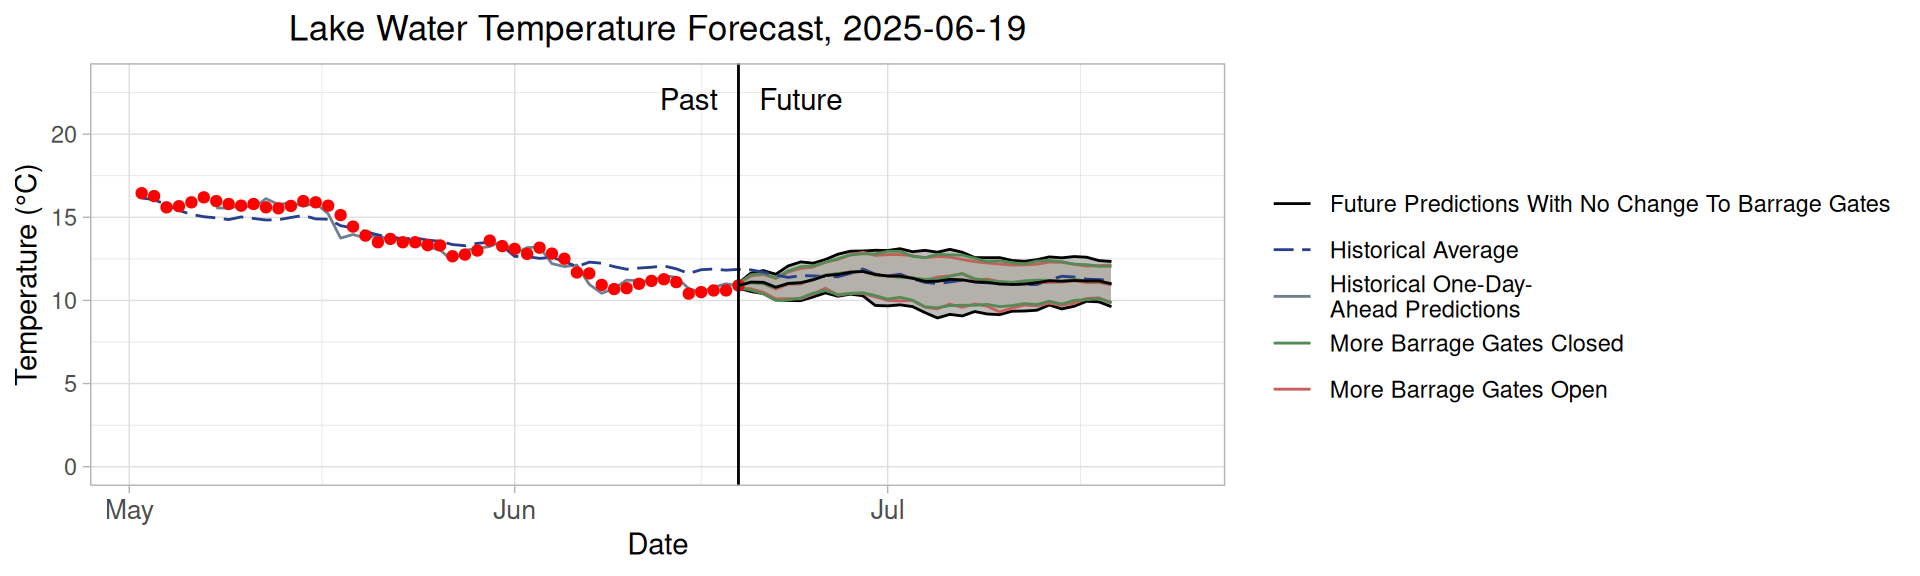 Lake Water Temperature Forecast, 2025-06-19
Past
Future
20
15
10
5
0
Temperature (°C)
May
Jun
Jul
Date
Future Predictions With No Change To Barrage Gates
Historical Average
Historical One-Day-
Ahead Predictions
More Barrage Gates Closed
More Barrage Gates Open